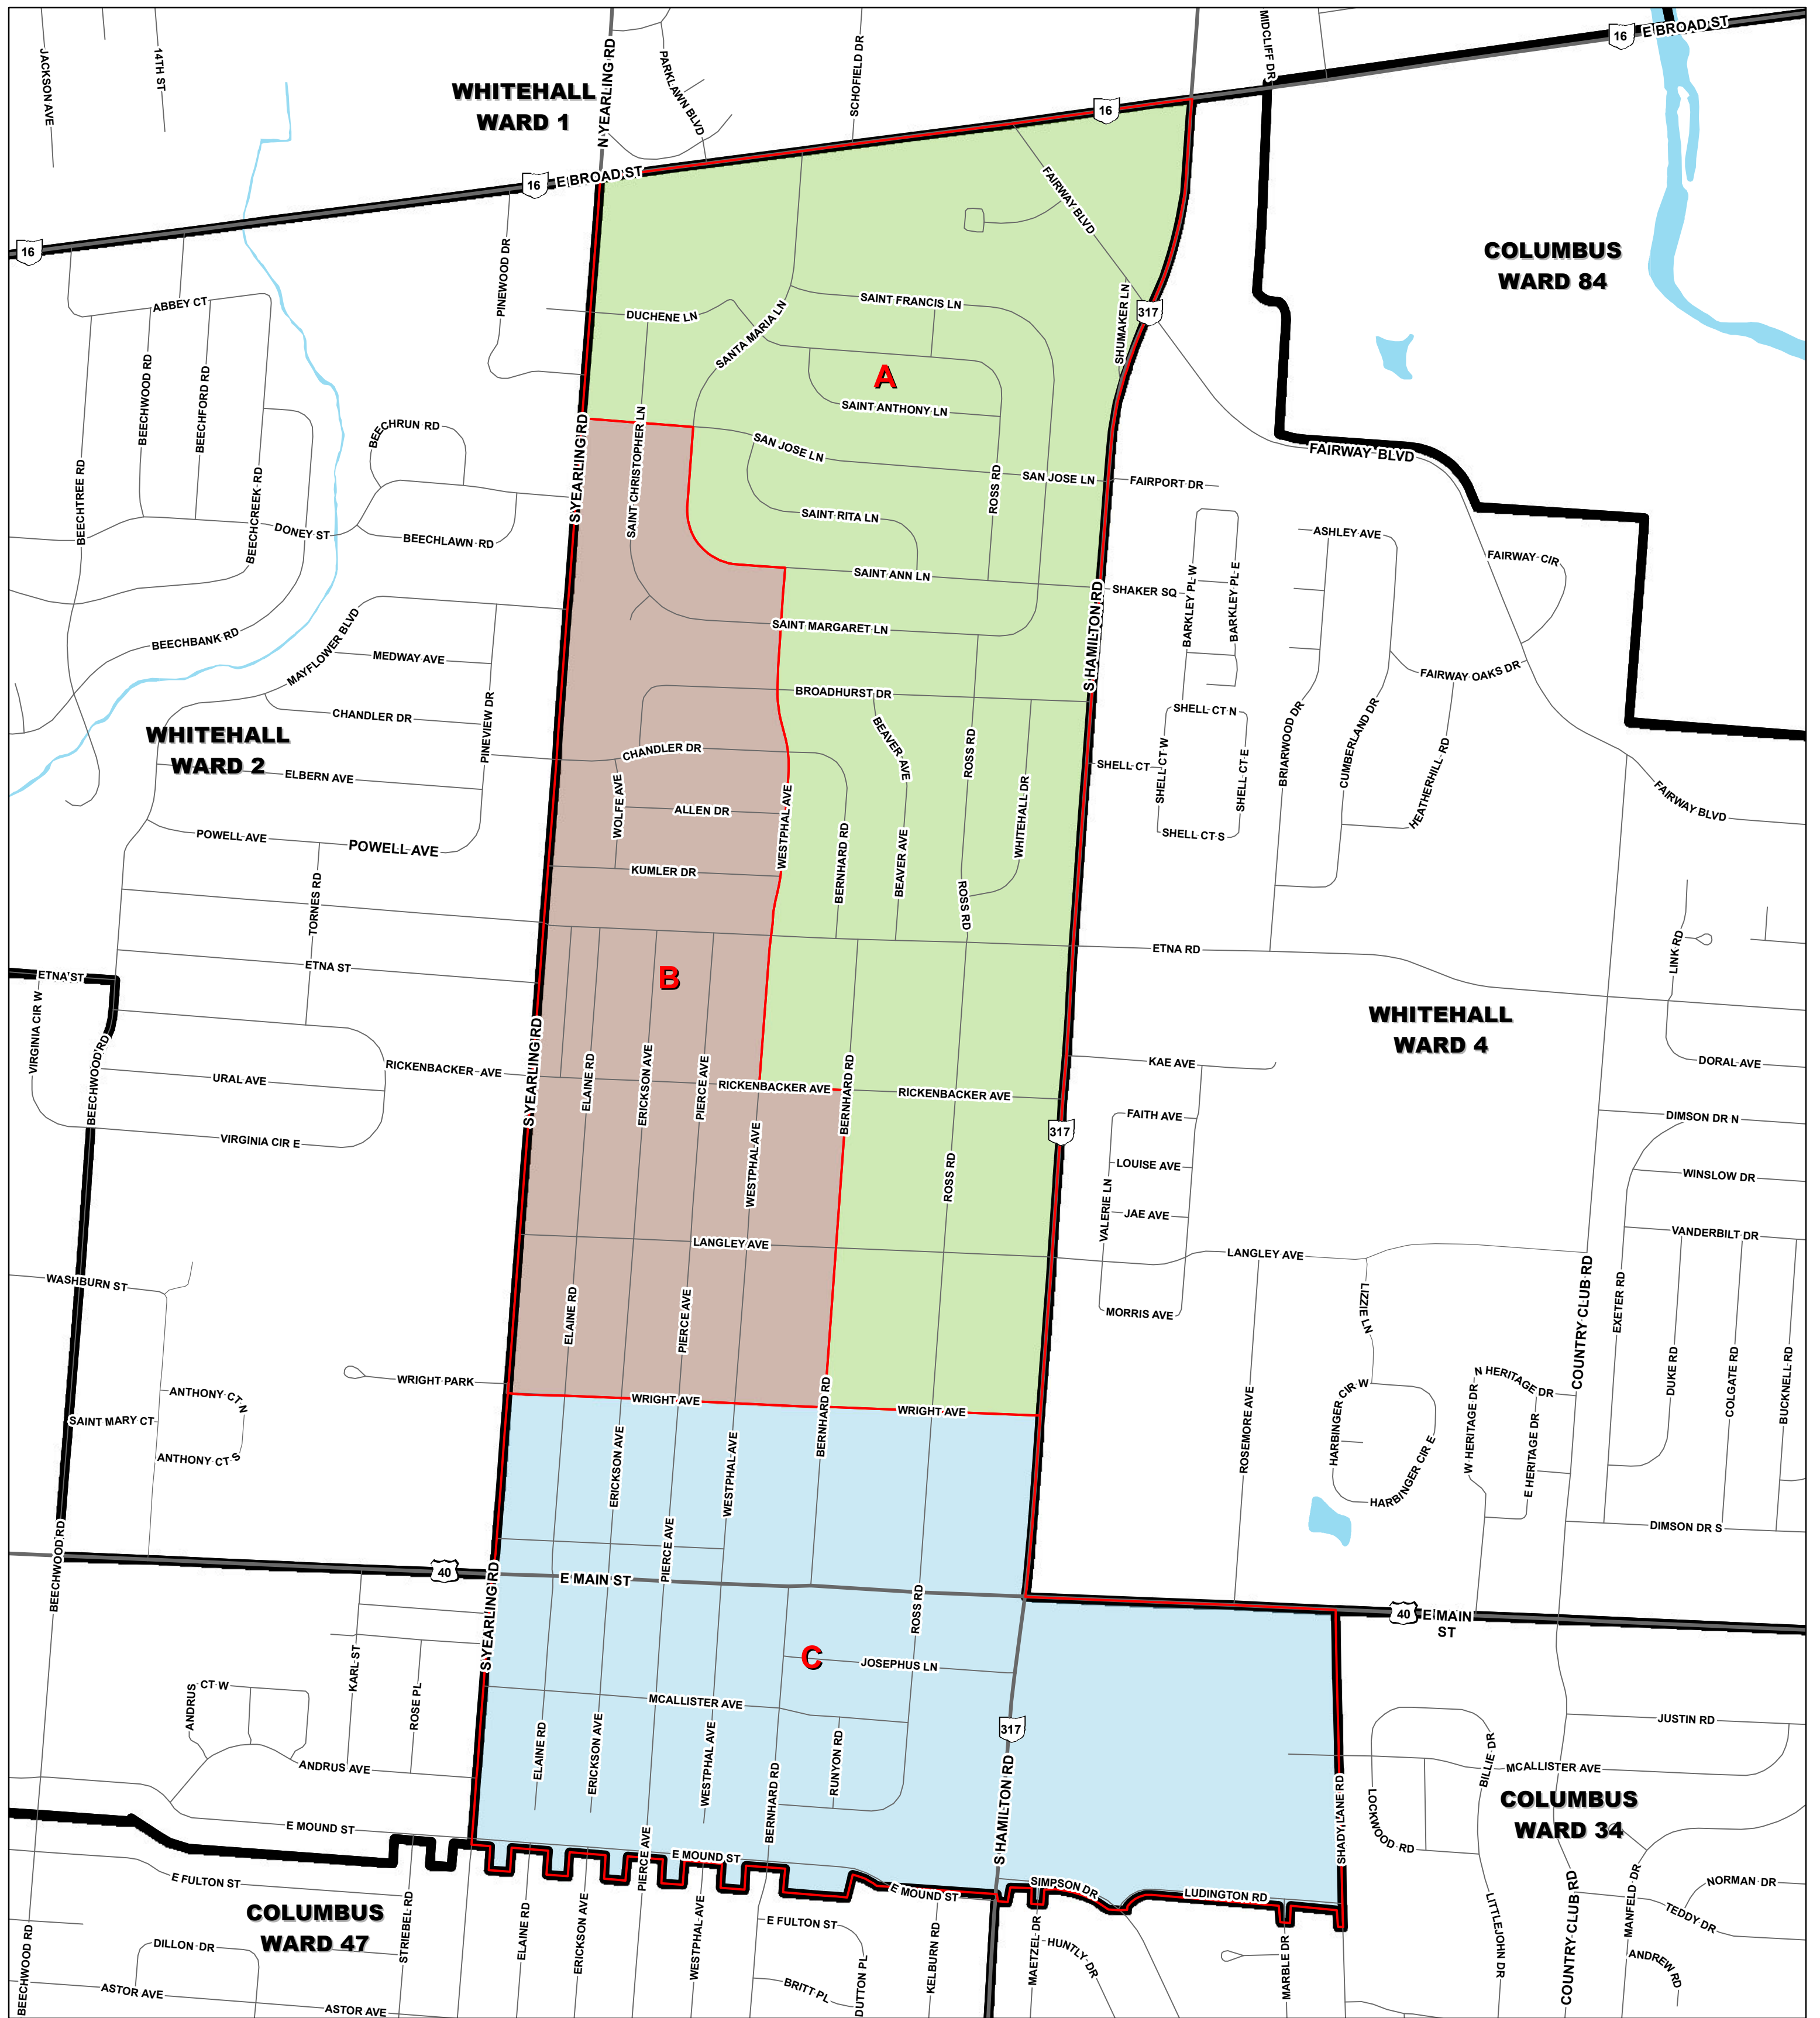 16
E BROAD ST
JACKSON AVE
14TH ST
WHITEHALL
WARD 1
N YEARLING RD
PARKLAWN BLVD
SCHOFIELD DR
MIDCLIFF DR
16
16
E BROAD ST
16
FAIRWAY BLVD
COLUMBUS
WARD 84
PINEWOOD DR
ABBEY CT
DUCHENE LN
SANTA MARIA LN
SAINT FRANCIS LN
SHUMAKER LN
317
BEECHWOOD RD
BEECHFORD RD
A
SAINT ANTHONY LN
BEECHRUN RD
S YEARLING RD
SAINT CHRISTOPHER LN
SAN JOSE LN
SAN JOSE LN
FAIRPORT DR
FAIRWAY BLVD
BEECHTREE RD
BEECHCREEK RD
ROSS RD
DONEY ST
BEECHLAWN RD
SAINT RITA LN
ASHLEY AVE
FAIRWAY CIR
SAINT ANN LN
SHAKER SQ
BARKLEY PL W
BARKLEY PL E
BEECHBANK RD
MAYFLOWER BLVD
SAINT MARGARET LN
S HAMILTON RD
MEDWAY AVE
FAIRWAY OAKS DR
BROADHURST DR
CHANDLER DR
PINEVIEW DR
WHITEHALL
WARD 2
ELBERN AVE
CHANDLER DR
BEAVER AVE
ROSS RD
SHELL CT N
SHELL CT
SHELL CT W
SHELL CT E
SHELL CT S
BRIARWOOD DR
CUMBERLAND DR
HEATHERHILL RD
FAIRWAY BLVD
WOLFE AVE
ALLEN DR
WESTPHAL AVE
WHITEHALL DR
POWELL AVE
POWELL AVE
KUMLER DR
BERNHARD RD
BEAVER AVE
ROSS RD
TORNES RD
ETNA RD
LINK RD
ETNA ST
ETNA ST
B
WHITEHALL
WARD 4
VIRGINIA CIR W
BEECHWOOD RD
S YEARLING RD
RICKENBACKER AVE
URAL AVE
ELAINE RD
ERICKSON AVE
PIERCE AVE
RICKENBACKER AVE
BERNHARD RD
RICKENBACKER AVE
KAE AVE
DORAL AVE
VIRGINIA CIR E
317
FAITH AVE
DIMSON DR N
WESTPHAL AVE
ROSS RD
LOUISE AVE
WINSLOW DR
VALERIE LN
JAE AVE
LANGLEY AVE
LANGLEY AVE
VANDERBILT DR
WASHBURN ST
ELAINE RD
PIERCE AVE
MORRIS AVE
LIZZIE LN
COUNTRY CLUB RD
EXETER RD
WRIGHT PARK
ANTHONY CT N
SAINT MARY CT
ANTHONY CT S
WRIGHT AVE
WRIGHT AVE
BERNHARD RD
ROSEMORE AVE
HARBINGER CIR W
HARBINGER CIR E
N HERITAGE DR
W HERITAGE DR
E HERITAGE DR
DUKE RD
COLGATE RD
BUCKNELL RD
ERICKSON AVE
WESTPHAL AVE
DIMSON DR S
BEECHWOOD RD
40
S YEARLING RD
PIERCE AVE
E MAIN ST
ROSS RD
40
E MAIN
ST
KARL ST
C
JOSEPHUS LN
ANDRUS
CT W
ROSE PL
MCALLISTER AVE
317
JUSTIN RD
ANDRUS AVE
ELAINE RD
ERICKSON AVE
WESTPHAL AVE
BERNHARD RD
RUNYON RD
S HAMILTON RD
SHADY LANE RD
BILLIE DR
MCALLISTER AVE
LOCKWOOD RD
COLUMBUS
WARD 34
E MOUND ST
PIERCE AVE
E MOUND ST
E MOUND ST
SIMPSON DR
LUDINGTON RD
E FULTON ST
COLUMBUS
WARD 47
STRIEBEL RD
ELAINE RD
ERICKSON AVE
WESTPHAL AVE
E FULTON ST
KELBURN RD
MAETZEL DR
HUNTLY DR
MARBLE DR
LITTLEJOHN DR
COUNTRY CLUB RD
MANFELD DR
NORMAN DR
TEDDY DR
ANDREW RD
BEECHWOOD RD
DILLON DR
ASTOR AVE
ASTOR AVE
BRITT PL
DUTTON PL